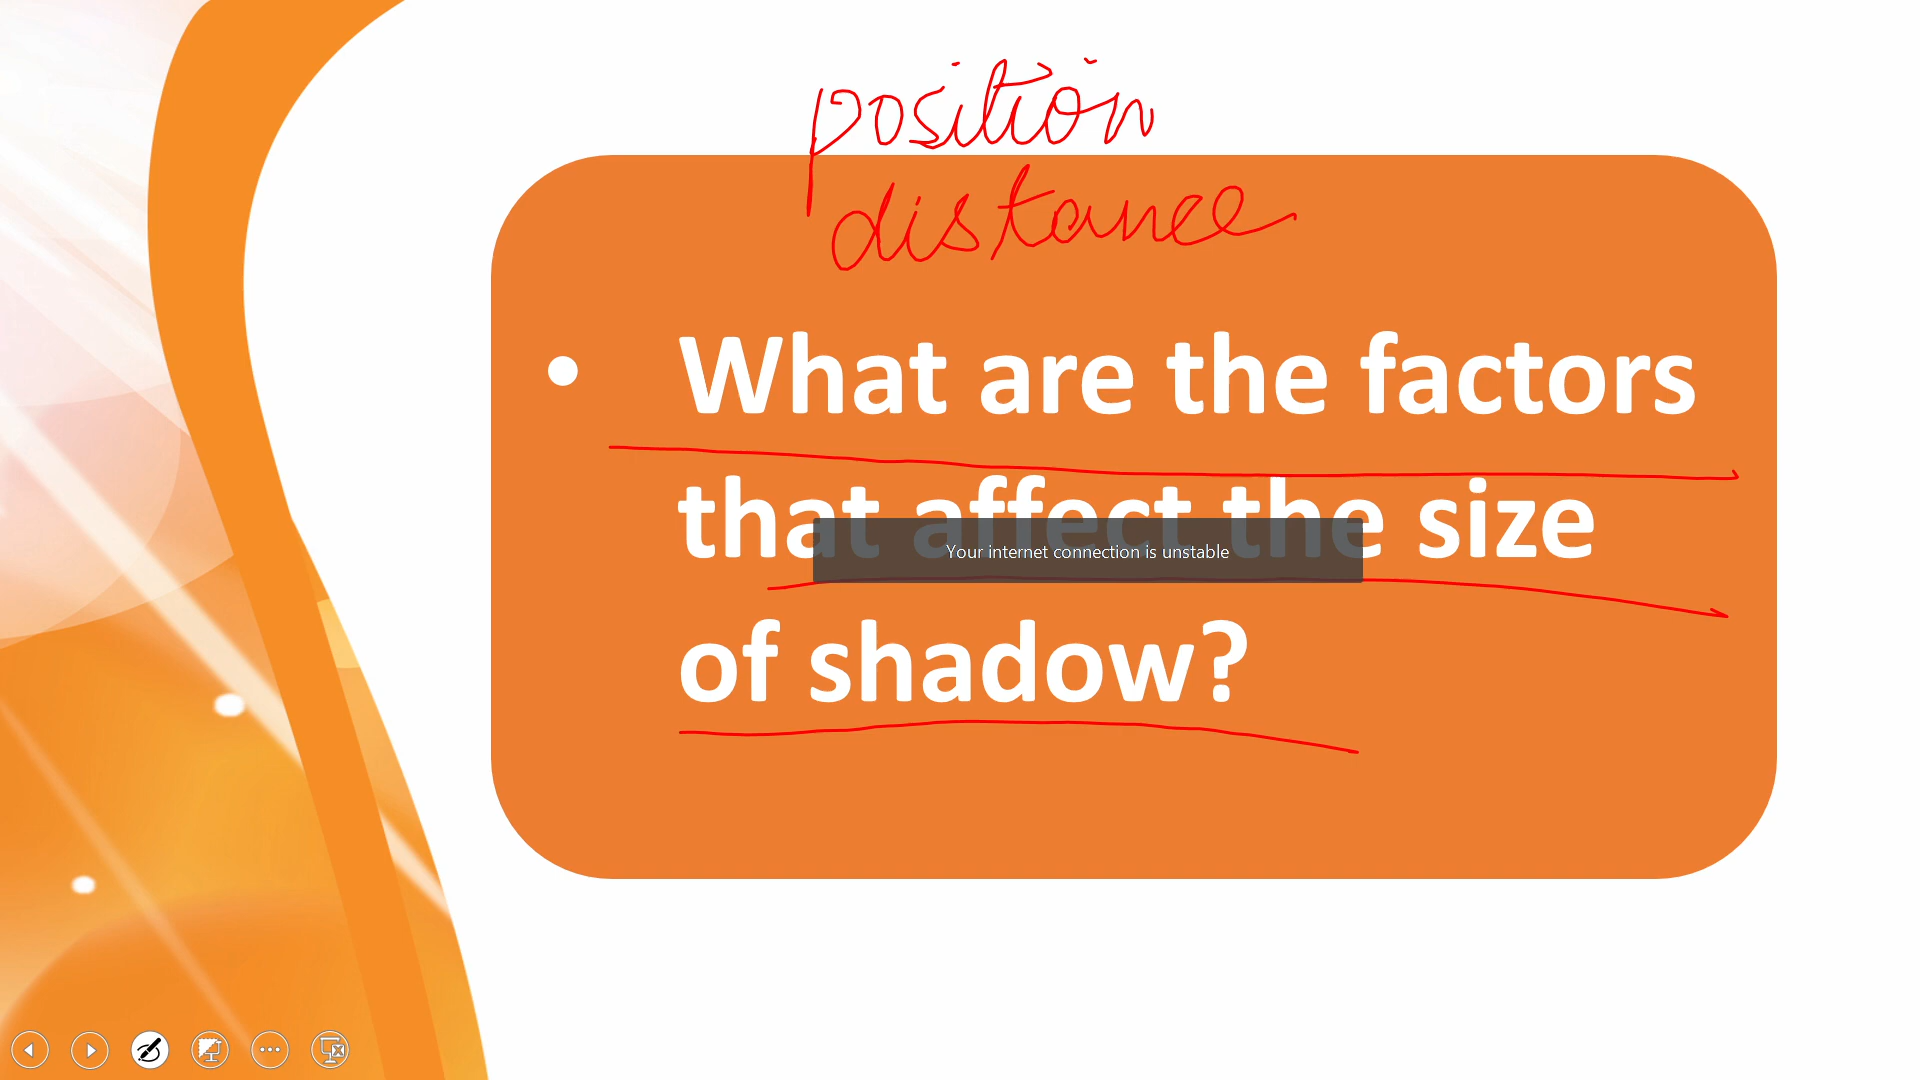 position
distance
• What are the factors
that affect the size
Your internet connection is unstable
of shadow?